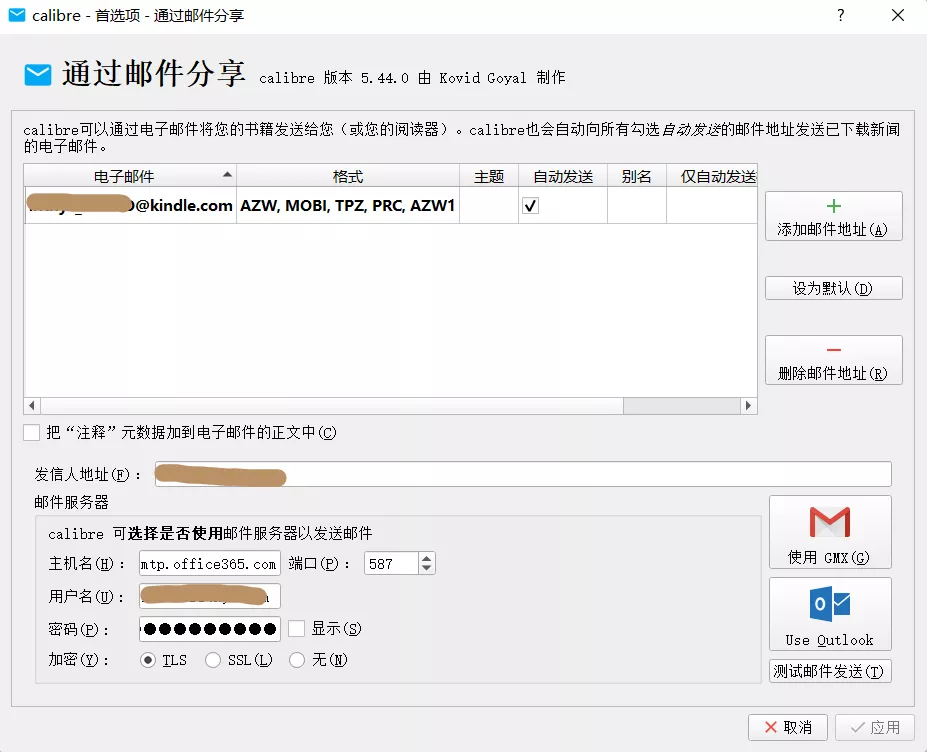 calibre - 首选项 - 通过邮件分享
通过邮件分享 calibre 版本 5.44.0 由 Kovid Goyal 制作
calibre可以通过电子邮件将您的书籍发送给您（或您的阅读器）。calibre也会自动向所有勾选自动发送的邮件地址发送已下载新闻
的电子邮件。
电子邮件 格式 主题 自动发送 别名 仅自动发送
@kindle.com AZW, MOBI, TPZ, PRC, AZW1
添加邮件地址(A)
设为默认(D)
删除邮件地址(R)
把“注释”元数据加到电子邮件的正文中(C)
发信人地址(F)：
邮件服务器
calibre 可选择是否使用邮件服务器以发送邮件
主机名(H)： mtp.office365.com 端口(P)： 587
用户名(U)：
密码(P)： 显示(S)
加密(Y)： TLS SSL(L) 无(N)
使用 GMX(G)
Use Outlook
测试邮件发送(T)
取消 应用